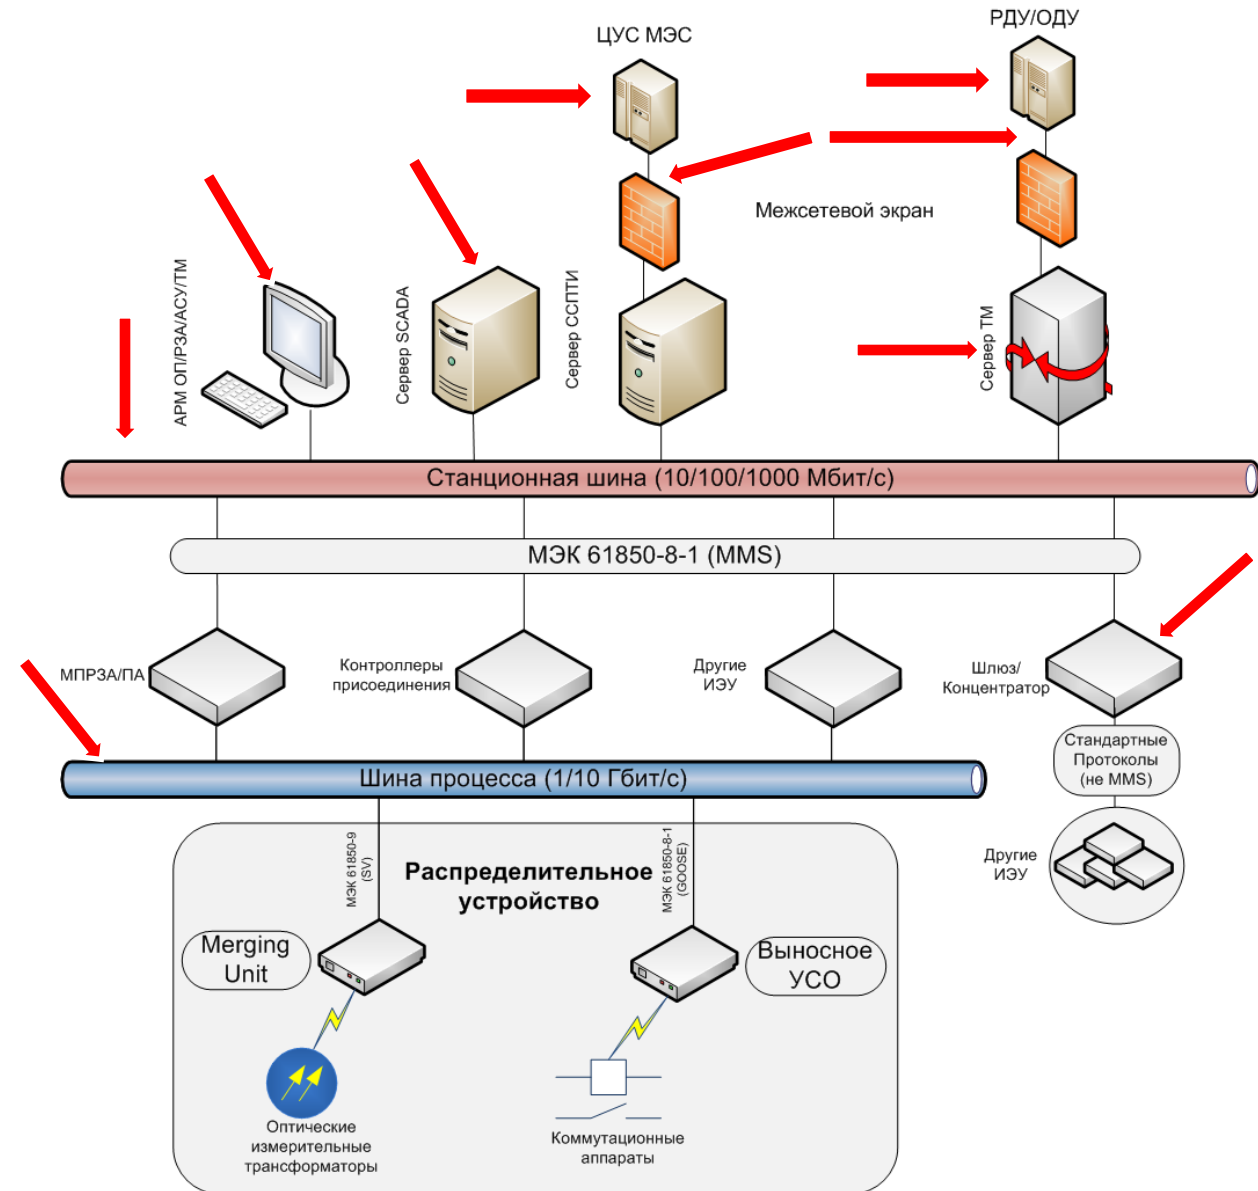 ЦУС МЭС
РДУ/ОДУ
Межсетевой экран
АРМ ОП/РЗА/АСУ/ТМ
Сервер SCADA
Сервер ССПТИ
Сервер ТМ
Станционная шина (10/100/1000 Мбит/с)
МЭК 61850-8-1 (MMS)
МПРЗА/ПА
Контроллеры
присоединения
Другие
ИЭУ
Шлюз/
Концентратор
Стандартные
Протоколы
(не MMS)
Шина процесса (1/10 Гбит/с)
Другие
ИЭУ
МЭК 61850-9
(SV)
МЭК 61850-8-1
(GOOSE)
Распределительное
устройство
Merging
Unit
Выносное
УСО
Оптические
измерительные
трансформаторы
Коммутационные
аппараты